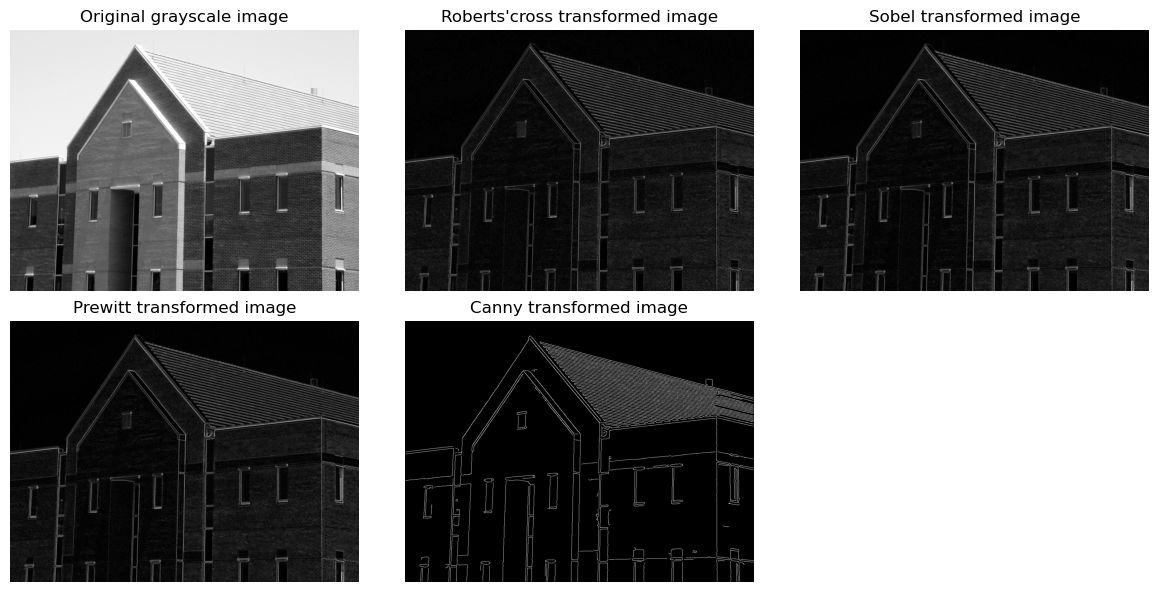 Original grayscale image
Roberts'cross transformed image
Sobel transformed image
Prewitt transformed image
Canny transformed image